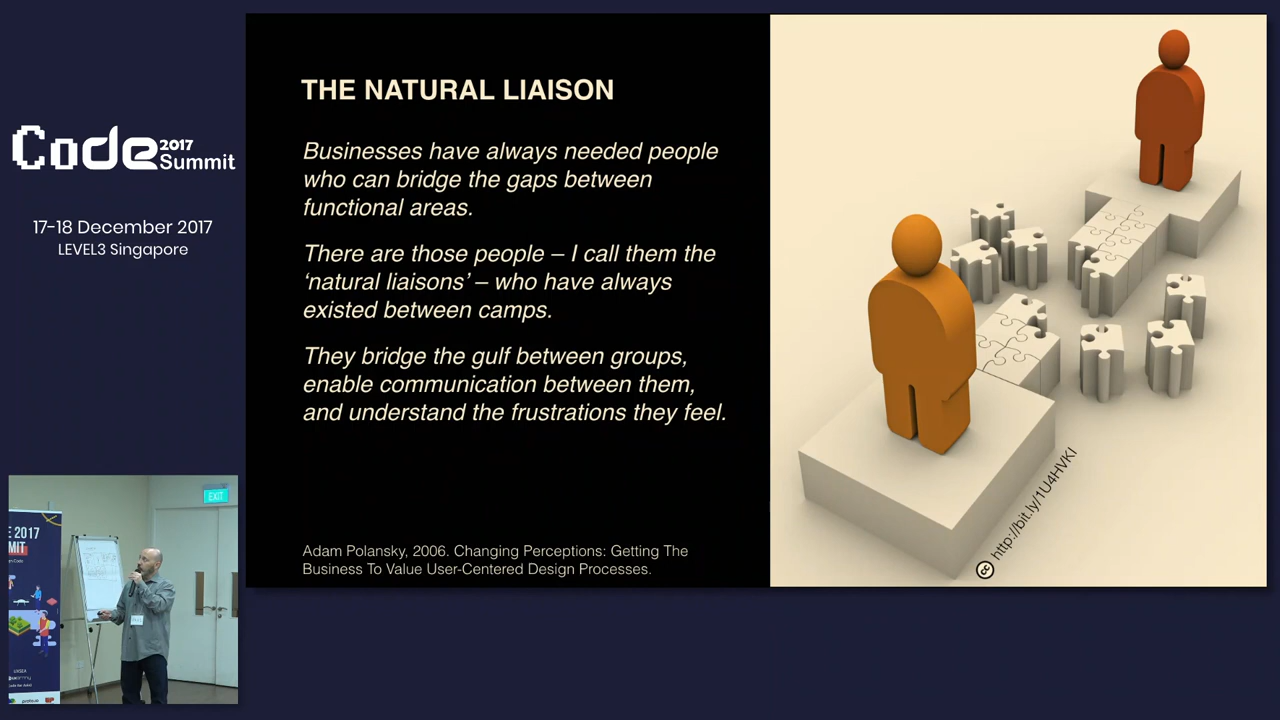 Code 2017 Summit
17-18 December 2017
LEVEL3 Singapore
THE NATURAL LIAISON
Businesses have always needed people
who can bridge the gaps between
functional areas.
There are those people – I call them the
‘natural liaisons’ – who have always
existed between camps.
They bridge the gulf between groups,
enable communication between them,
and understand the frustrations they feel.
Adam Polansky, 2006. Changing Perceptions: Getting The
Business To Value User-Centered Design Processes.
cc http://bit.ly/1U4HVKI
EXIT
2017